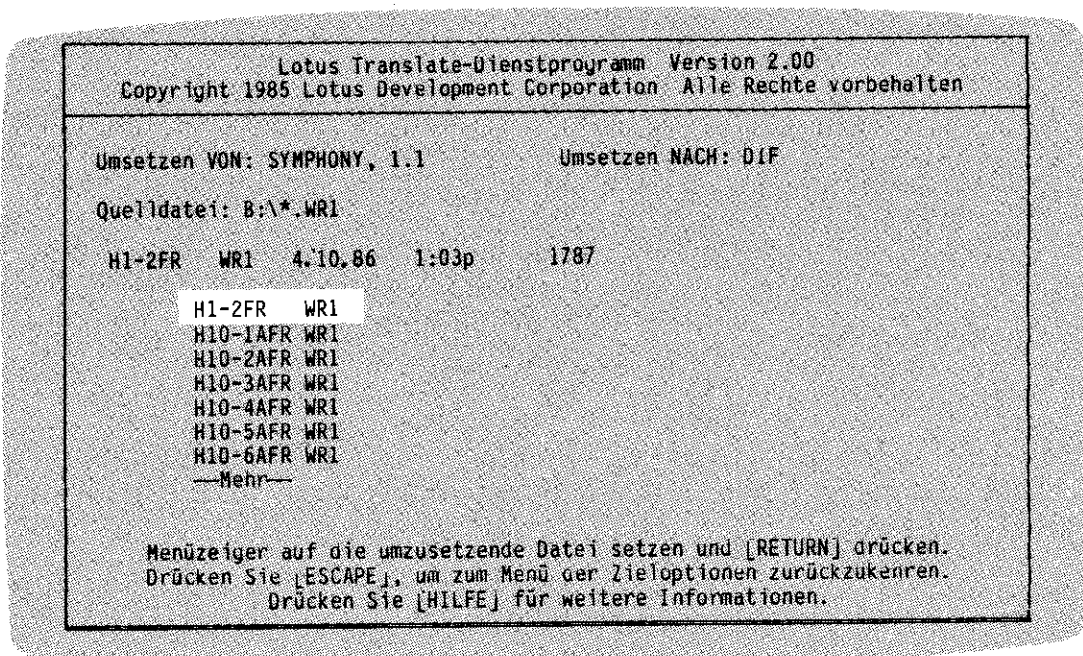 Lotus Translate-Dienstprogramm Version 2.00
Copyright 1985 Lotus Development Corporation Alle Rechte vorbehalten
Umsetzen VON: SYMPHONY, 1.1 Umsetzen NACH: DIF
Quelldatei: B:\*.WR1
H1-2FR WR1 4.10.86 1:03p 1787
H1-2FR WR1
H10-1AFR WR1
H10-2AFR WR1
H10-3AFR WR1
H10-4AFR WR1
H10-5AFR WR1
H10-6AFR WR1
—Mehr—
Menüzeiger auf die umzusetzende Datei setzen und [RETURN] drücken.
Drücken Sie [ESCAPE], um zum Menü der Zieloptionen zurückzukehren.
Drücken Sie [HILFE] für weitere Informationen.